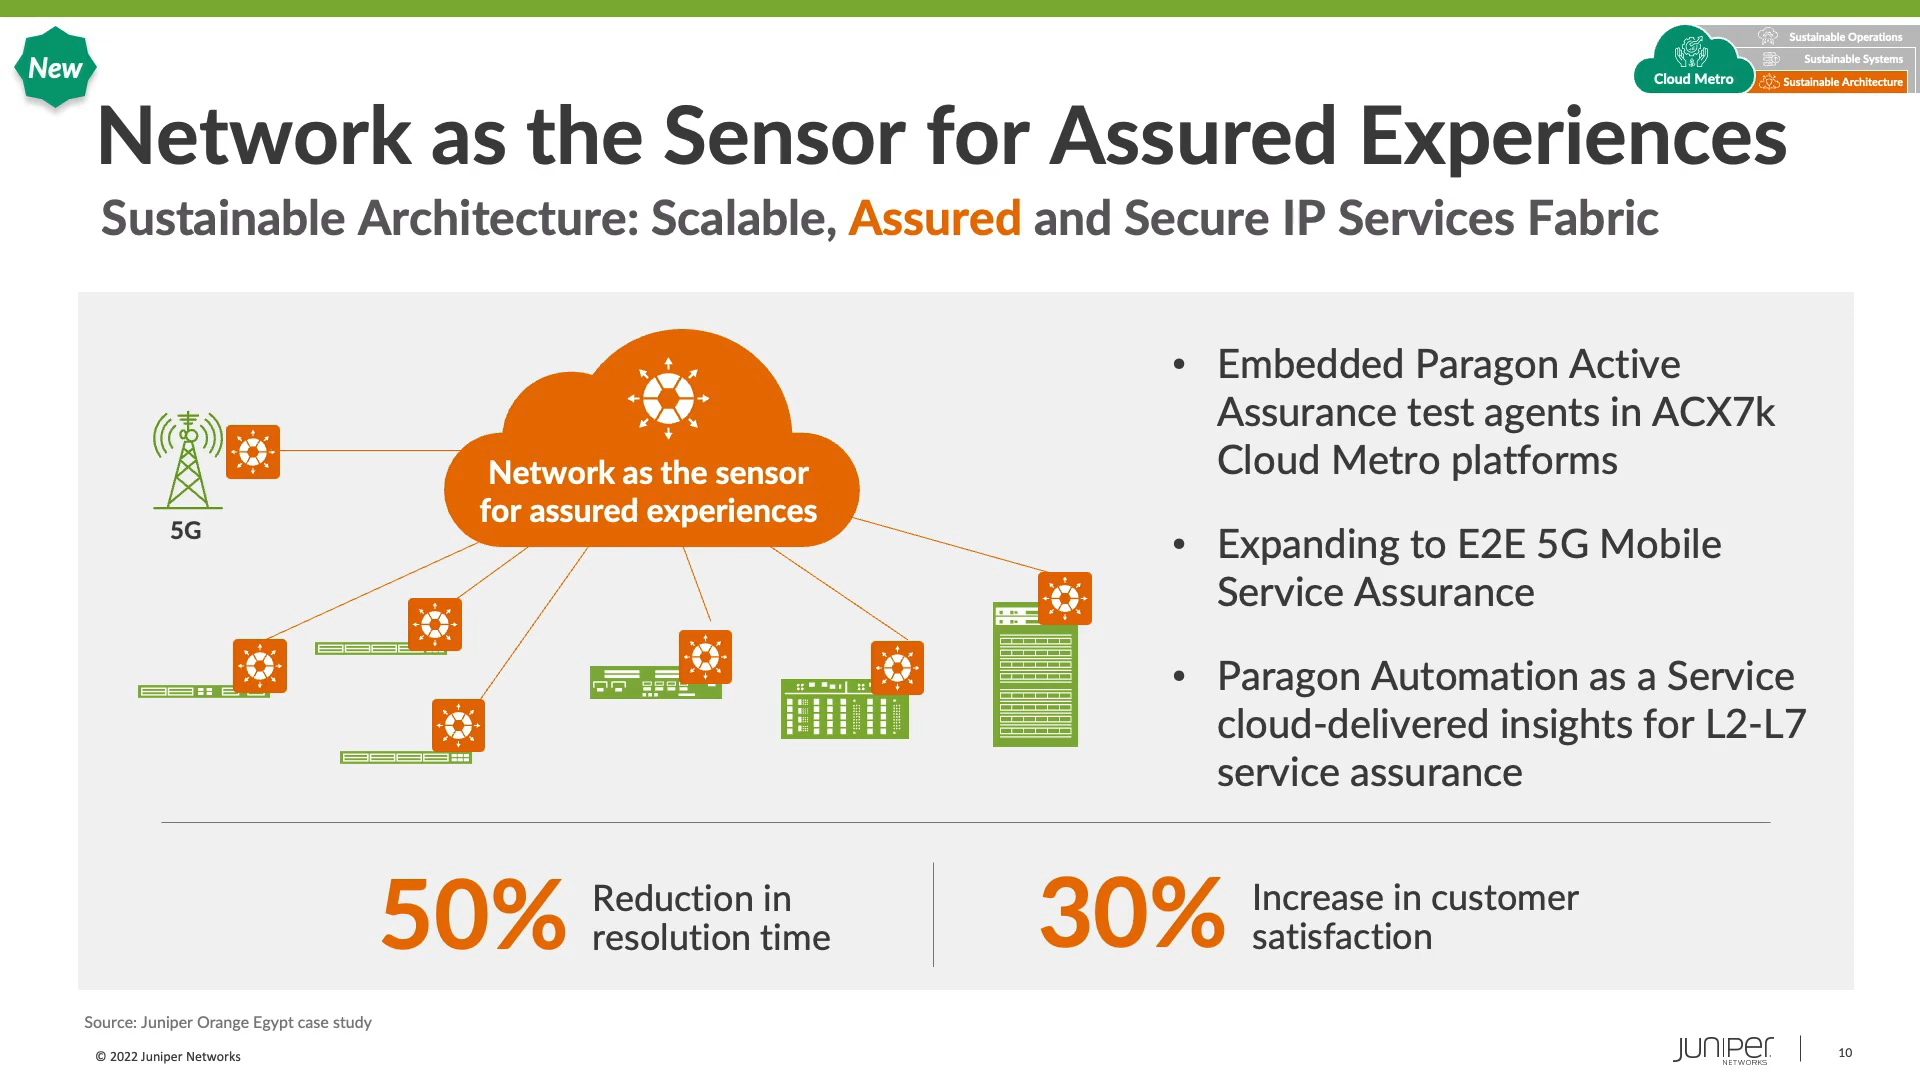 New
Cloud Metro
Sustainable Operations
Sustainable Systems
Sustainable Architecture
Network as the Sensor for Assured Experiences
Sustainable Architecture: Scalable, Assured and Secure IP Services Fabric
5G
Network as the sensor
for assured experiences
• Embedded Paragon Active
Assurance test agents in ACX7k
Cloud Metro platforms
• Expanding to E2E 5G Mobile
Service Assurance
• Paragon Automation as a Service
cloud-delivered insights for L2-L7
service assurance
50%
Reduction in
resolution time
30%
Increase in customer
satisfaction
Source: Juniper Orange Egypt case study
© 2022 Juniper Networks
JUNIPER
NETWORKS
10